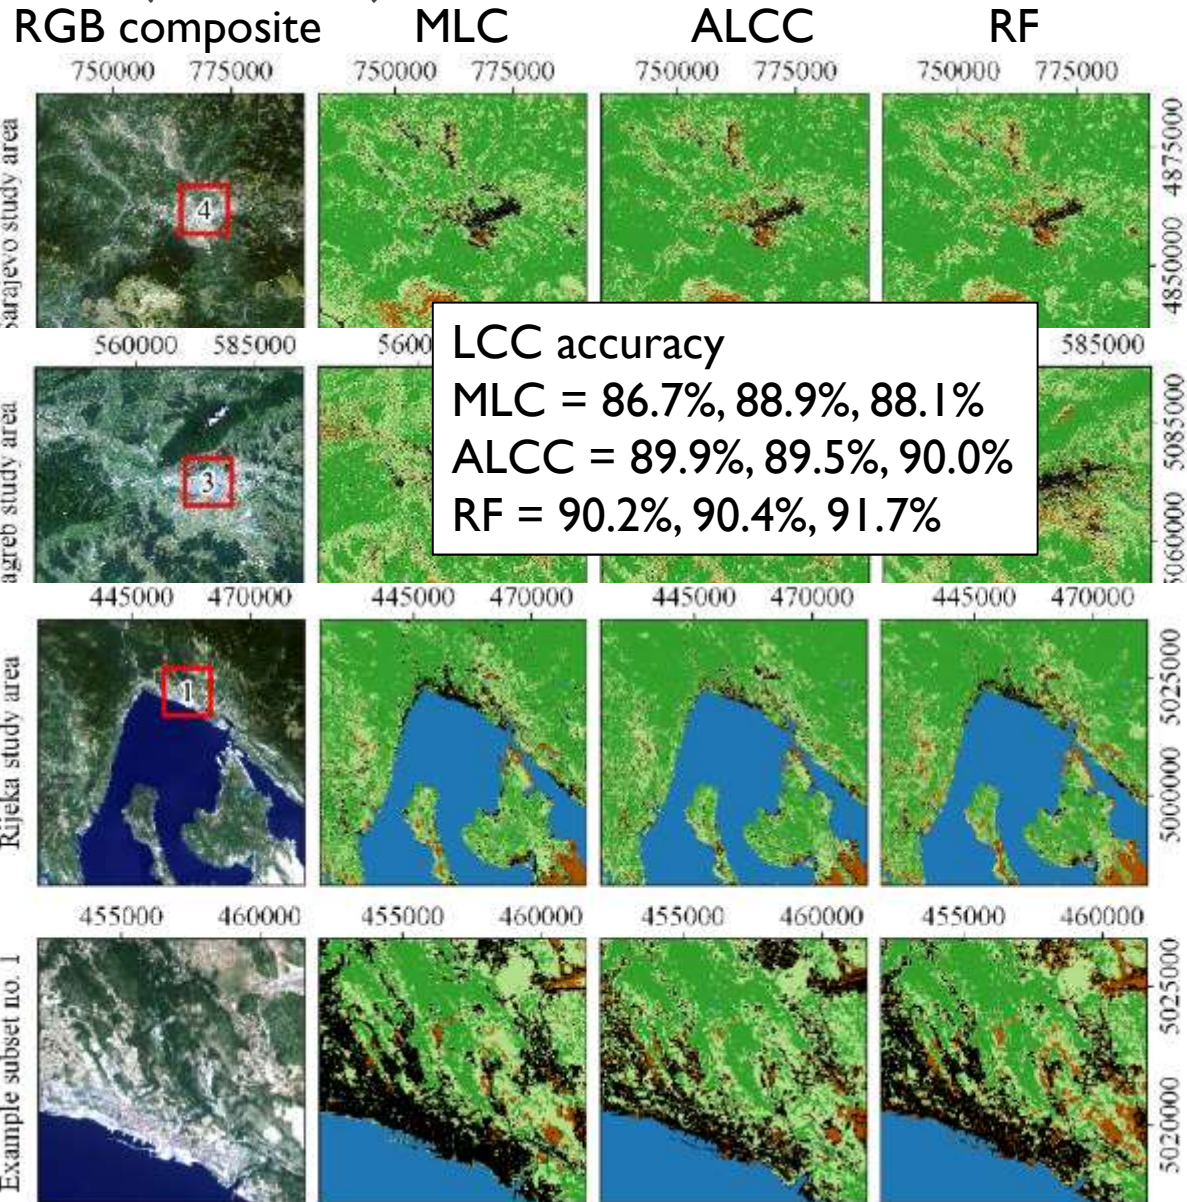 RGB composite MLC ALCC RF
750000 775000 750000 775000 750000 775000 750000 775000
Sarajevo study area
4
4875000
4850000
560000 585000 5600 585000
LCC accuracy
MLC = 86.7%, 88.9%, 88.1%
ALCC = 89.9%, 89.5%, 90.0%
RF = 90.2%, 90.4%, 91.7%
agreb study area
3
5085000
5060000
445000 470000 445000 470000 445000 470000 445000 470000
Rijeka study area
1
5025000
5000000
455000 460000 455000 460000 455000 460000 455000 460000
Example subset no. 1
5025000
5020000